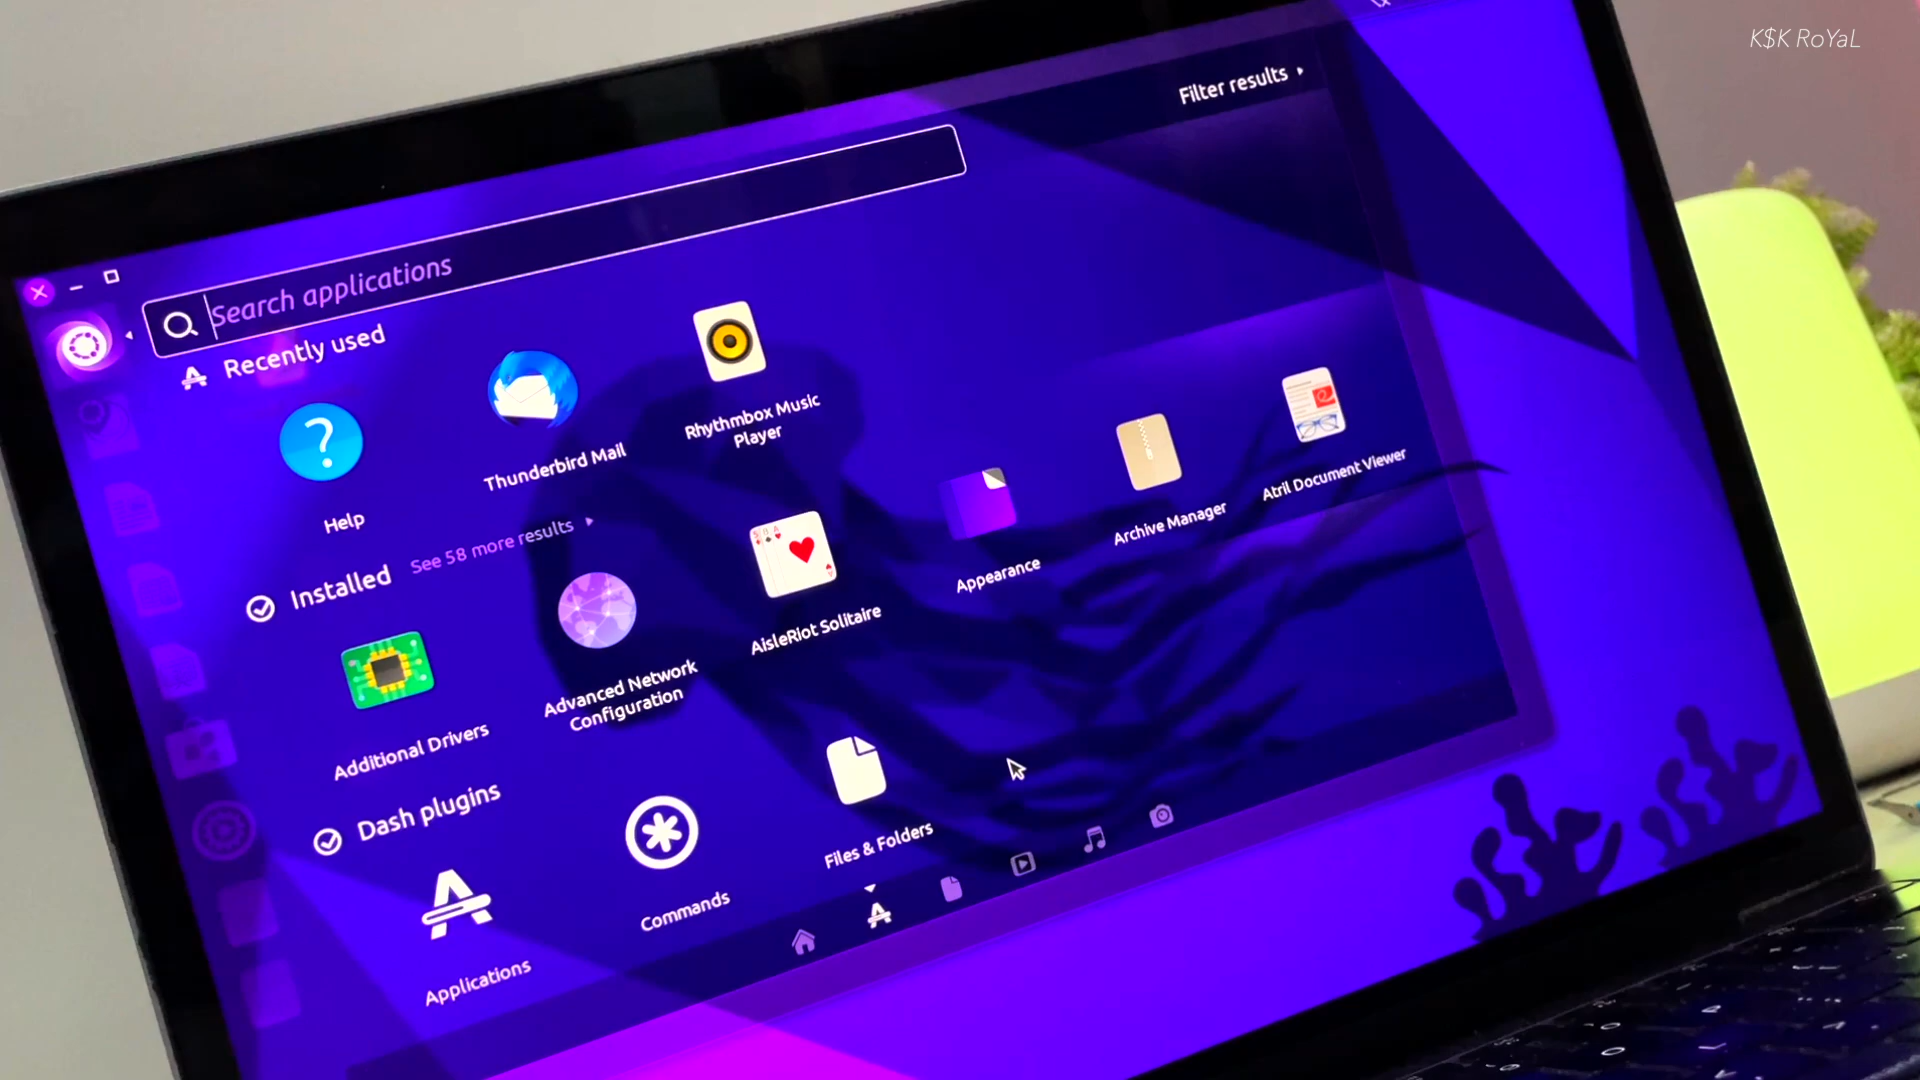 K$K RoYaL
Filter results
Search applications
Recently used
Help
Thunderbird Mail
Rhythmbox Music
Player
Installed
See 58 more results
Additional Drivers
Advanced Network
Configuration
AisleRiot Solitaire
Appearance
Archive Manager
Atril Document Viewer
Dash plugins
Applications
Commands
Files & Folders